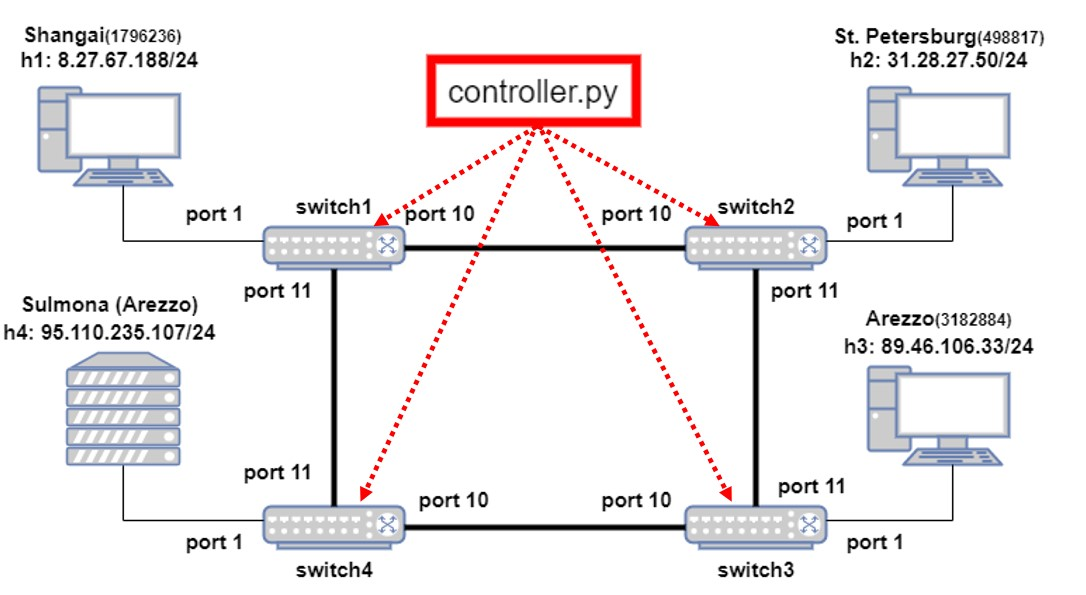 Shangai(1796236)
h1: 8.27.67.188/24
St. Petersburg(498817)
h2: 31.28.27.50/24
controller.py
port 1
switch1
port 10
port 10
switch2
port 1
port 11
port 11
Sulmona (Arezzo)
h4: 95.110.235.107/24
Arezzo(3182884)
h3: 89.46.106.33/24
port 11
port 10
port 10
port 11
port 1
switch4
switch3
port 1